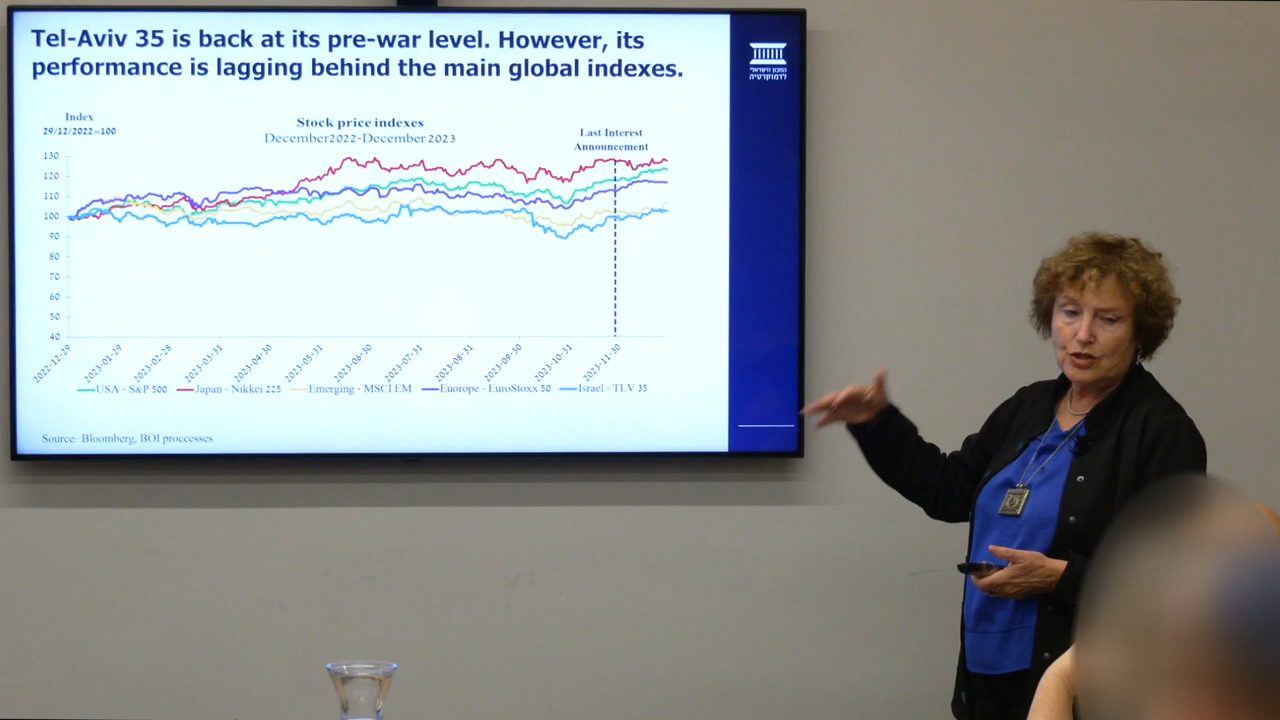 Tel-Aviv 35 is back at its pre-war level. However, its
performance is lagging behind the main global indexes.
המכון הישראלי
לדמוקרטיה
Index
29/12/2022=100
Stock price indexes
December2022-December 2023
Last Interest
Announcement
130
120
110
100
90
80
70
60
50
40
2022-12-29
2023-01-29
2023-02-28
2023-03-31
2023-04-30
2023-05-31
2023-06-30
2023-07-31
2023-08-31
2023-09-30
2023-10-31
2023-11-30
USA - S&P 500 Japan - Nikkei 225 Emerging - MSCI EM Euorope - EuroStoxx 50 Israel - TLV 35
Source: Bloomberg, BOI proccesses